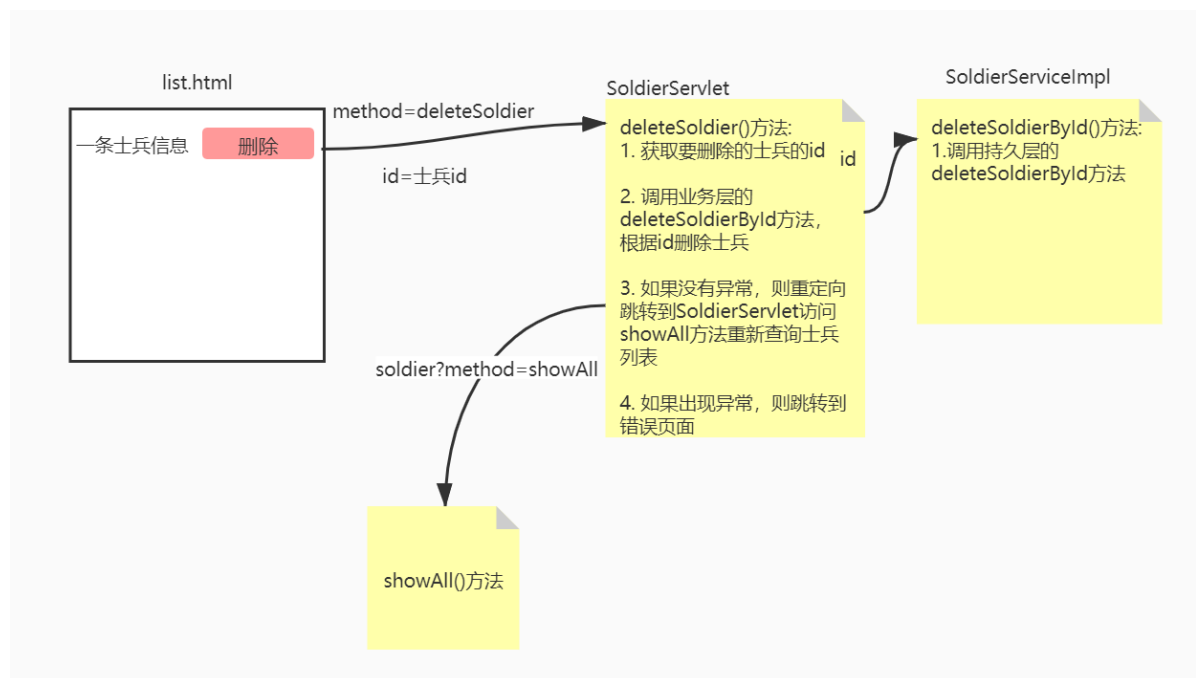 list.html
一条士兵信息
删除
method=deleteSoldier
id=士兵id
SoldierServlet
deleteSoldier()方法:
1. 获取要删除的士兵的id
2. 调用业务层的
deleteSoldierById方法，
根据id删除士兵
3. 如果没有异常，则重定向
跳转到SoldierServlet访问
showAll方法重新查询士兵
列表
4. 如果出现异常，则跳转到
错误页面
id
SoldierServiceImpl
deleteSoldierById()方法:
1.调用持久层的
deleteSoldierById方法
soldier?method=showAll
showAll()方法